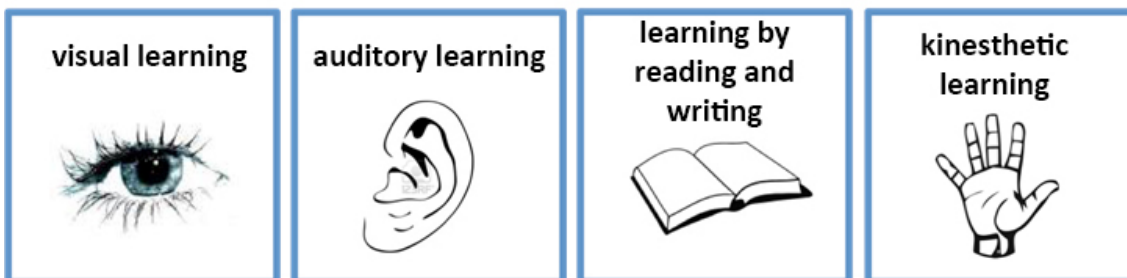 visual learning
auditory learning
learning by
reading and
writing
kinesthetic
learning